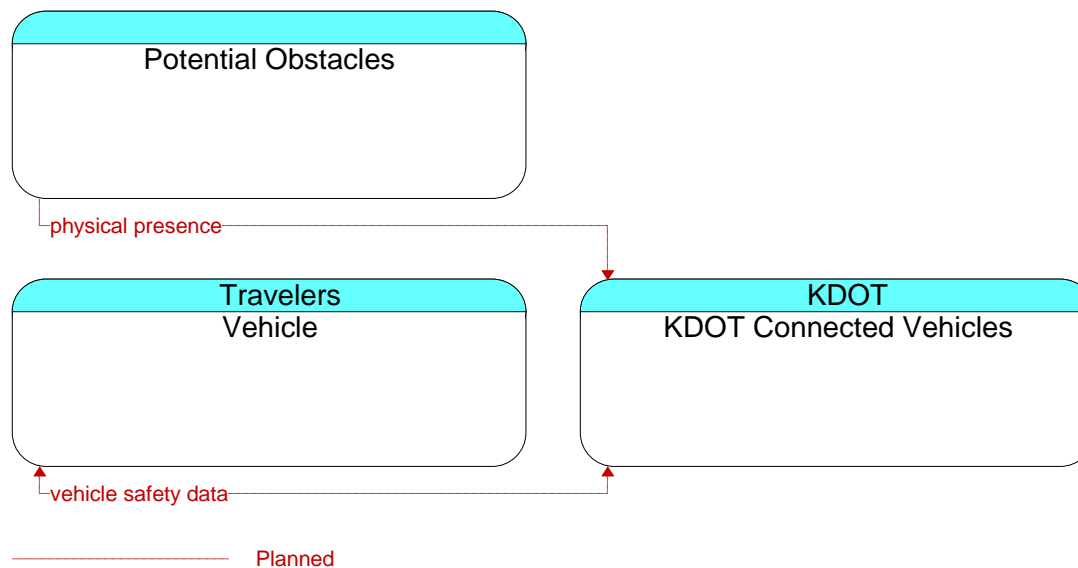 Potential Obstacles
physical presence
Travelers
Vehicle
KDOT
KDOT Connected Vehicles
vehicle safety data
Planned